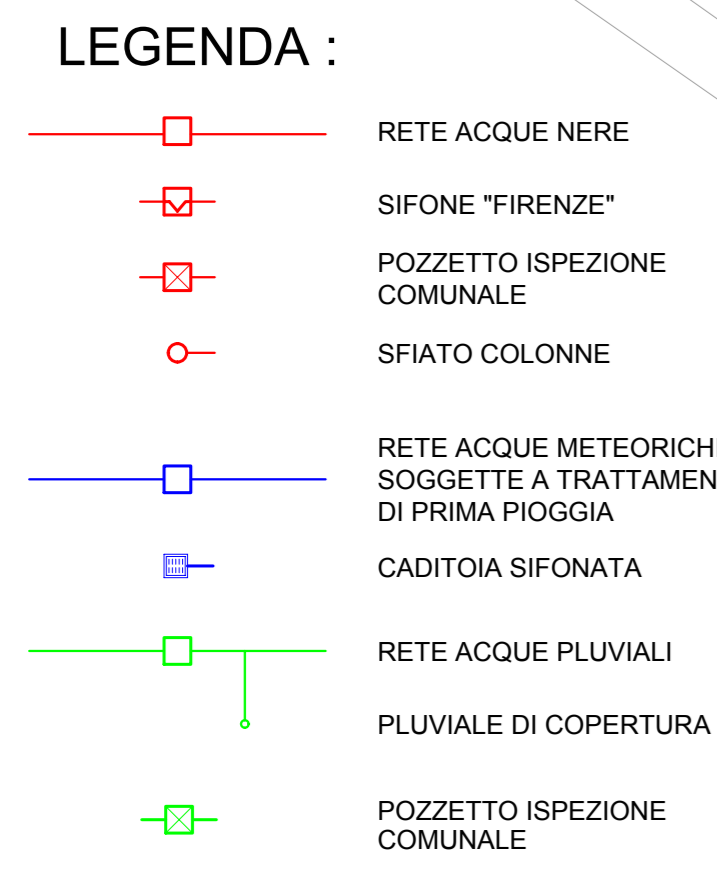 LEGENDA :
RETE ACQUE NERE
SIFONE "FIRENZE"
POZZETTO ISPEZIONE
COMUNALE
SFIATO COLONNE
RETE ACQUE METEORICH
SOGGETTE A TRATTAMEN
DI PRIMA PIOGGIA
CADITOIA SIFONATA
RETE ACQUE PLUVIALI
PLUVIALE DI COPERTURA
POZZETTO ISPEZIONE
COMUNALE